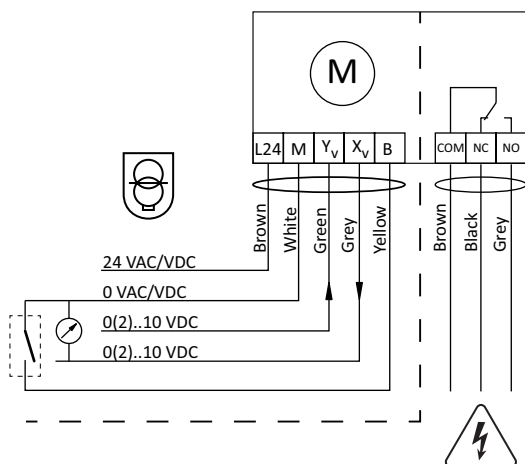 M
L24 M Yv Xv B COM NC NO
Brown
White
Green
Grey
Yellow
Brown
Black
Grey
24 VAC/VDC
0 VAC/VDC
0(2)..10 VDC
0(2)..10 VDC